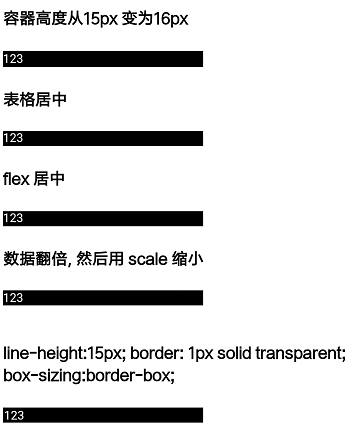 容器高度从15px 变为16px
123
表格居中
123
flex 居中
123
数据翻倍, 然后用 scale 缩小
123
line-height:15px; border: 1px solid transparent;
box-sizing:border-box;
123